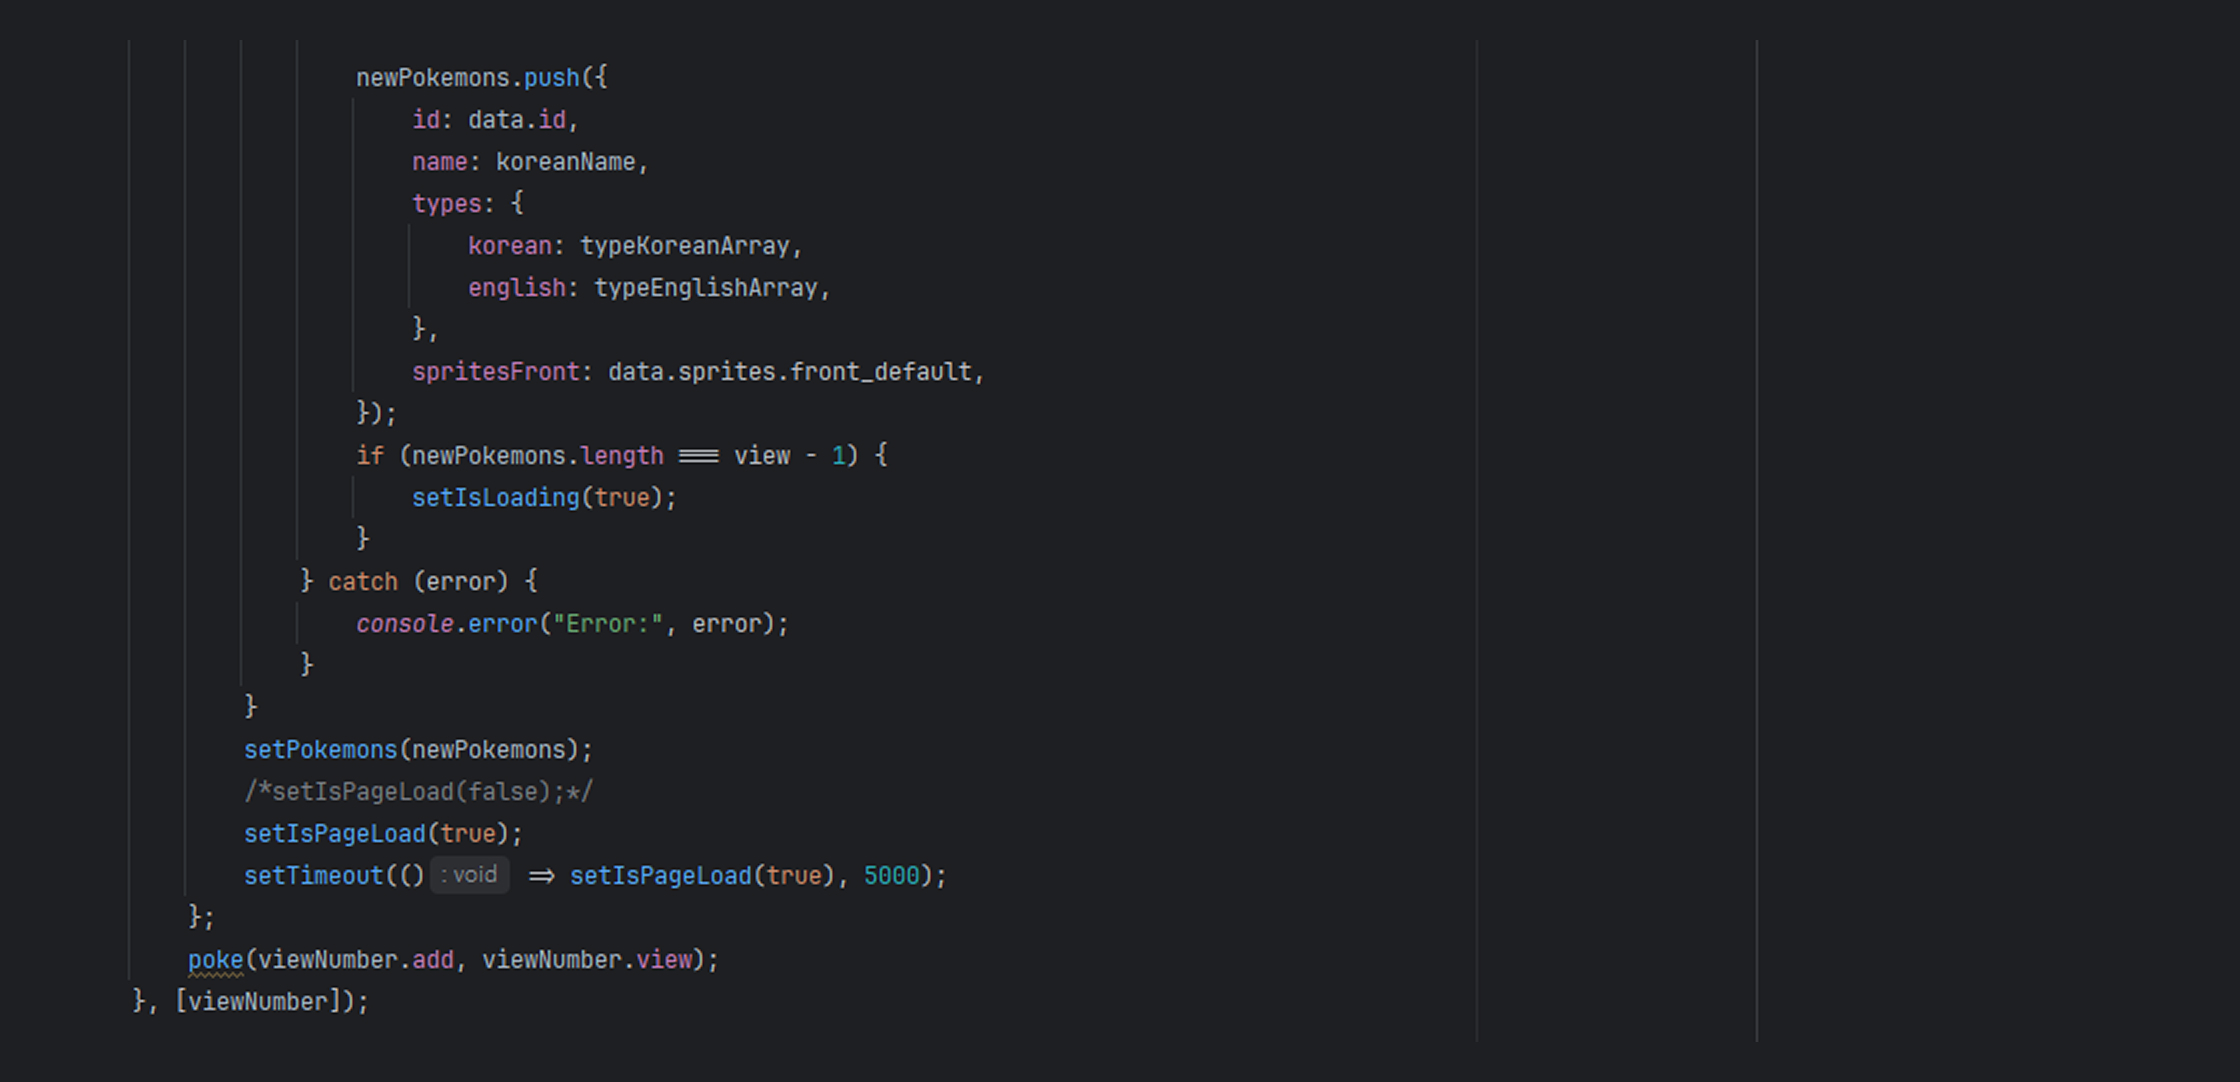 newPokemons.push({
id: data.id,
name: koreanName,
types: {
korean: typeKoreanArray,
english: typeEnglishArray,
},
spritesFront: data.sprites.front_default,
});
if (newPokemons.length === view - 1) {
setIsLoading(true);
}
} catch (error) {
console.error("Error:", error);
}
}
setPokemons(newPokemons);
/*setIsPageLoad(false);*/
setIsPageLoad(true);
setTimeout(() : void => setIsPageLoad(true), 5000);
};
poke(viewNumber.add, viewNumber.view);
}, [viewNumber]);